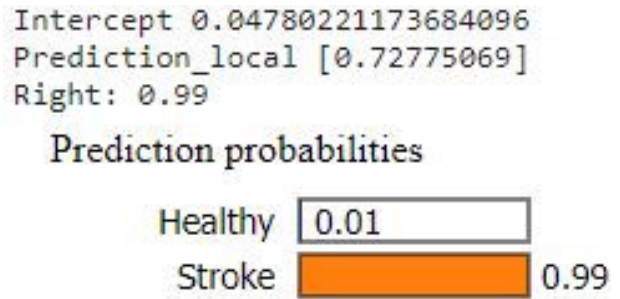 Intercept 0.04780221173684096
Prediction_local [0.72775069]
Right: 0.99
Prediction probabilities
Healthy 0.01
Stroke 0.99